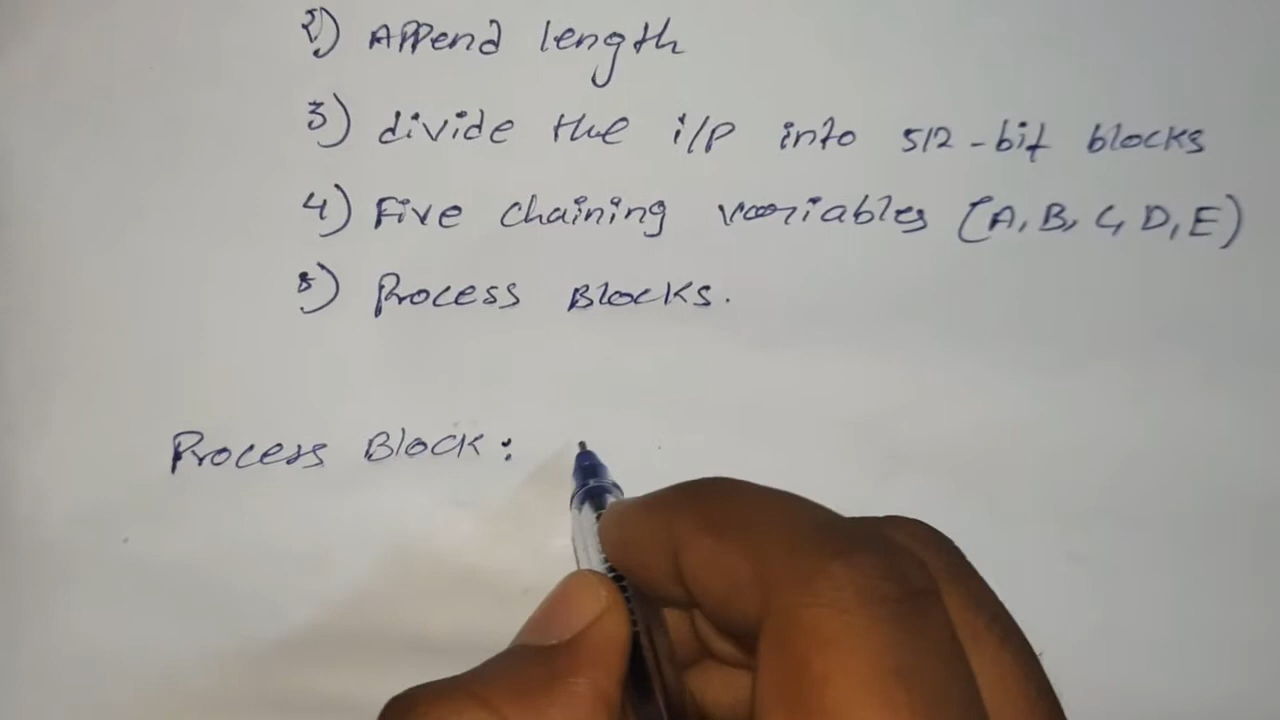 2) Append length
3) divide the i/p into 512-bit blocks
4) Five chaining variables (A, B, C, D, E)
5) Process Blocks.
Process Block: